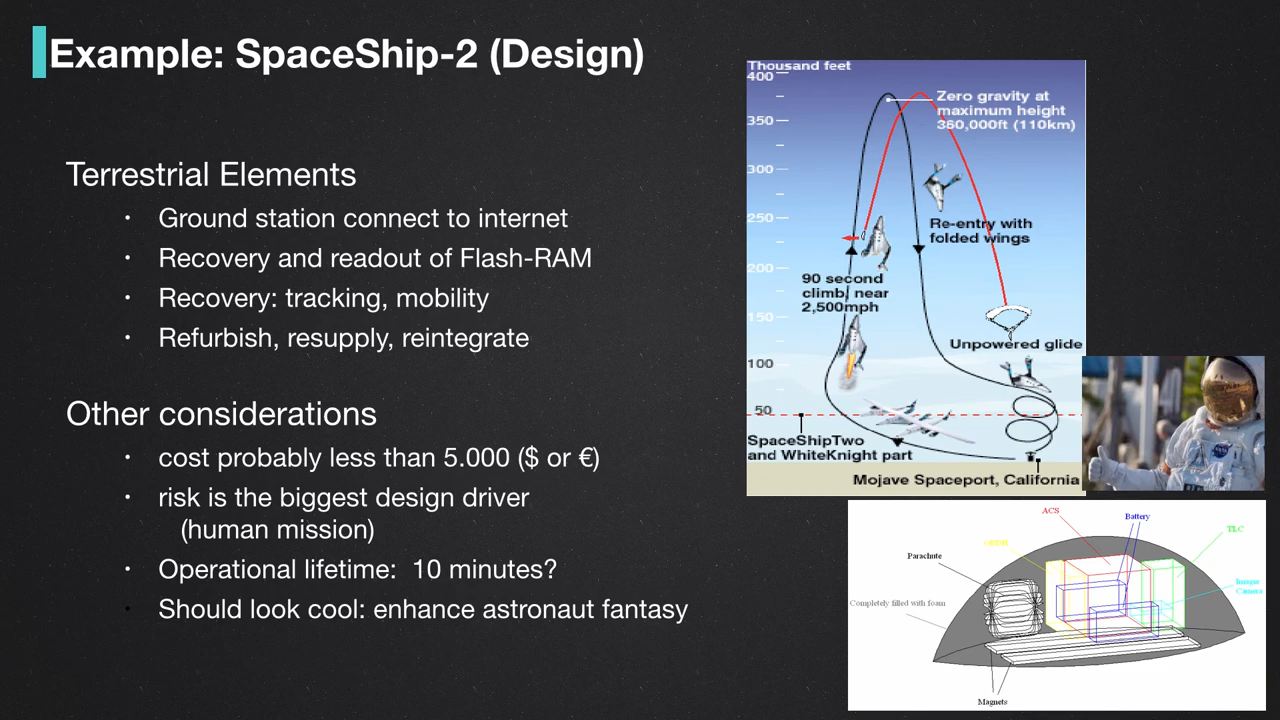 Example: SpaceShip-2 (Design)
Terrestrial Elements
• Ground station connect to internet
• Recovery and readout of Flash-RAM
• Recovery: tracking, mobility
• Refurbish, resupply, reintegrate
Other considerations
• cost probably less than 5.000 ($ or €)
• risk is the biggest design driver
(human mission)
• Operational lifetime: 10 minutes?
• Should look cool: enhance astronaut fantasy
Thousand feet
400
350
300
250
200
150
100
50
Zero gravity at
maximum height
360,000ft (110km)
Re-entry with
folded wings
90 second
climb, near
2,500mph
Unpowered glide
SpaceShipTwo
and WhiteKnight part
Mojave Spaceport, California
NASA
ACS
Battery
TLC
Parachute
Image
Camera
Completely filled with foam
Magnets